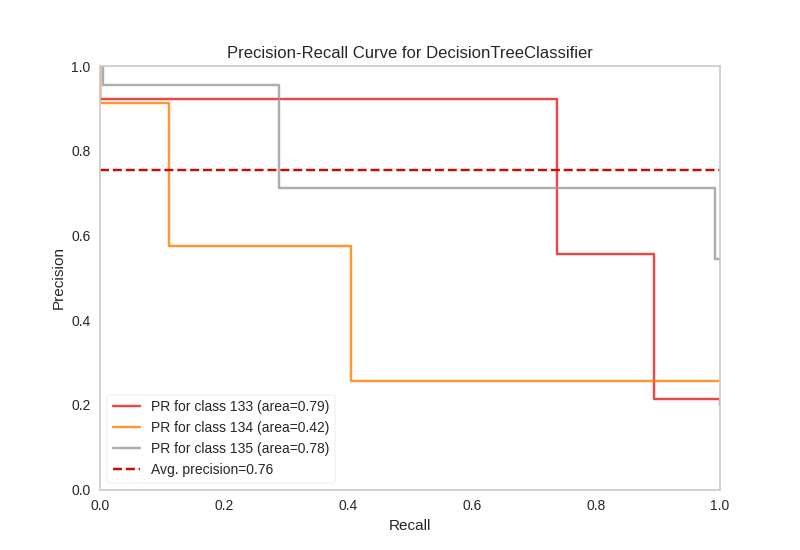 Precision-Recall Curve for DecisionTreeClassifier
1.0
0.8
0.6
0.4
0.2
0.0
Precision
PR for class 133 (area=0.79)
PR for class 134 (area=0.42)
PR for class 135 (area=0.78)
Avg. precision=0.76
0.0 0.2 0.4 0.6 0.8 1.0
Recall